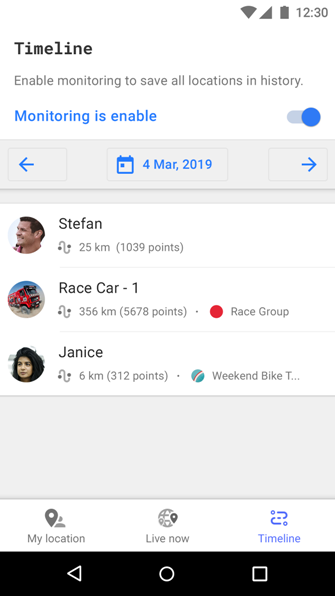 12:30
Timeline
Enable monitoring to save all locations in history.
Monitoring is enable
4 Mar, 2019
Stefan
25 km (1039 points)
Race Car - 1
356 km (5678 points) · Race Group
Janice
6 km (312 points) · Weekend Bike T...
My location Live now Timeline